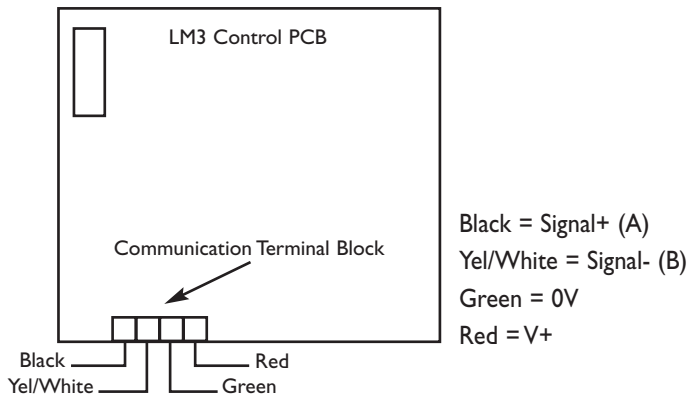 LM3 Control PCB
Communication Terminal Block
Black = Signal+ (A)
Yel/White = Signal- (B)
Green = 0V
Red = V+
Black
Red
Yel/White
Green